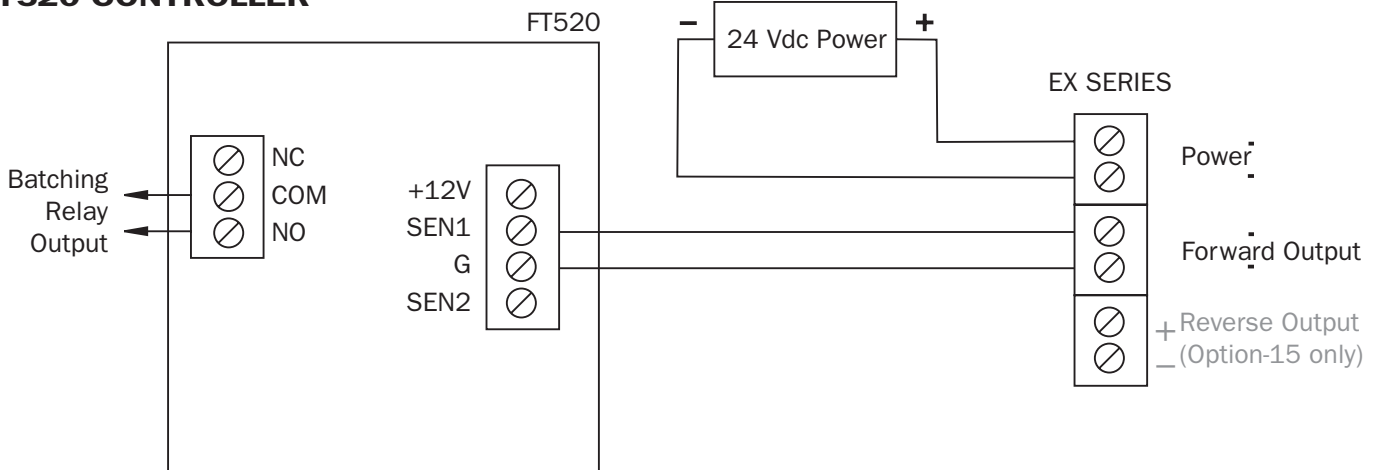 CONTROLLER
FT520
−
24 Vdc Power
+
EX SERIES
Power
Batching
Relay
Output
NC
COM
NO
+12V
SEN1
G
SEN2
Forward Output
+
Reverse Output
−
(Option-15 only)